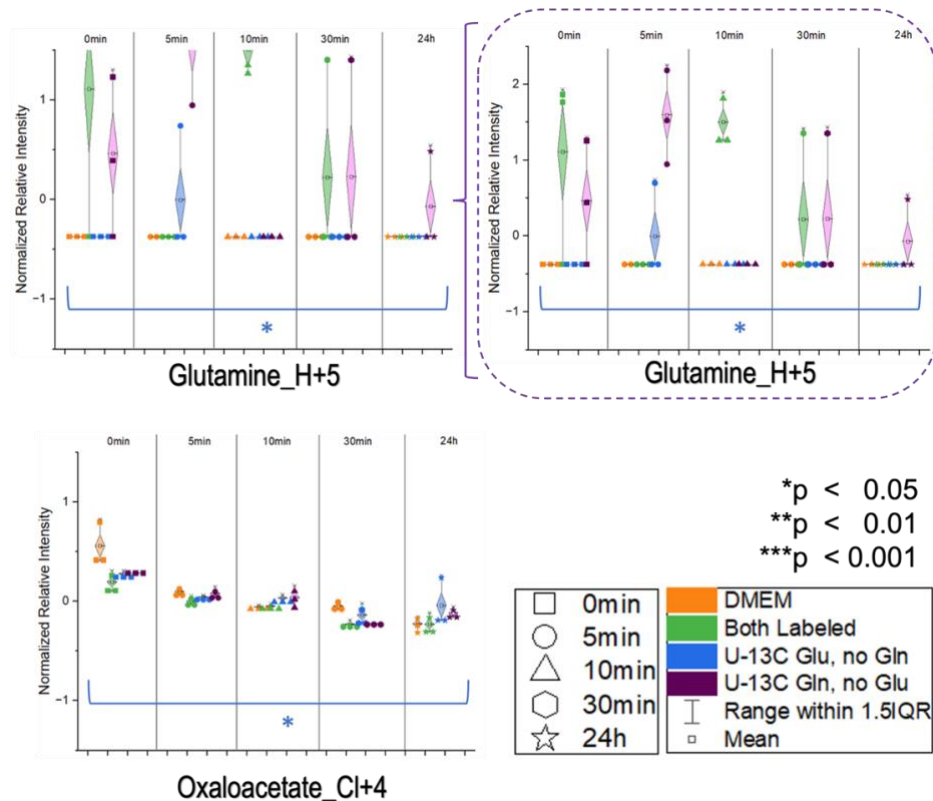 0min 5min 10min 30min 24h
Normalized Relative Intensity
1
0
−1
*
Glutamine_H+5
0min 5min 10min 30min 24h
Normalized Relative Intensity
2
1
0
−1
*
Glutamine_H+5
0min 5min 10min 30min 24h
Normalized Relative Intensity
1
0
−1
*
Oxaloacetate_Cl+4
*p < 0.05
**p < 0.01
***p < 0.001
0min
5min
10min
30min
24h
DMEM
Both Labeled
U-13C Glu, no Gln
U-13C Gln, no Glu
Range within 1.5IQR
Mean